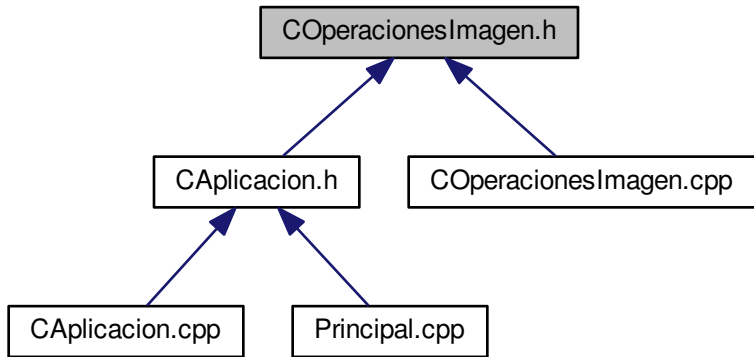 COperacionesImagen.h
CAplicacion.h
COperacionesImagen.cpp
CAplicacion.cpp
Principal.cpp